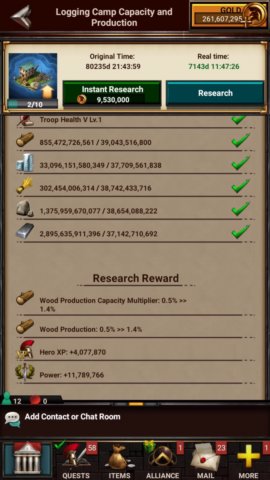 Logging Camp Capacity and
Production
GOLD
261,607,295
Original Time:
Real time:
80235d 21:43:59
7143d 11:47:26
2/10
Instant Research
9,530,000
Research
Troop Health V Lv.1
855,472,726,561 / 39,043,516,800
33,096,151,580,349 / 37,709,561,838
302,454,006,314 / 38,742,433,716
1,375,959,670,077 / 38,654,088,222
2,895,635,911,396 / 37,142,710,692
Research Reward
Wood Production Capacity Multiplier: 0.5% >>
1.4%
Wood Production: 0.5% >> 1.4%
Hero XP: +4,077,870
Power: +11,789,766
12
0
Add Contact or Chat Room
58
1
23
1
QUESTS
ITEMS
ALLIANCE
MAIL
MORE